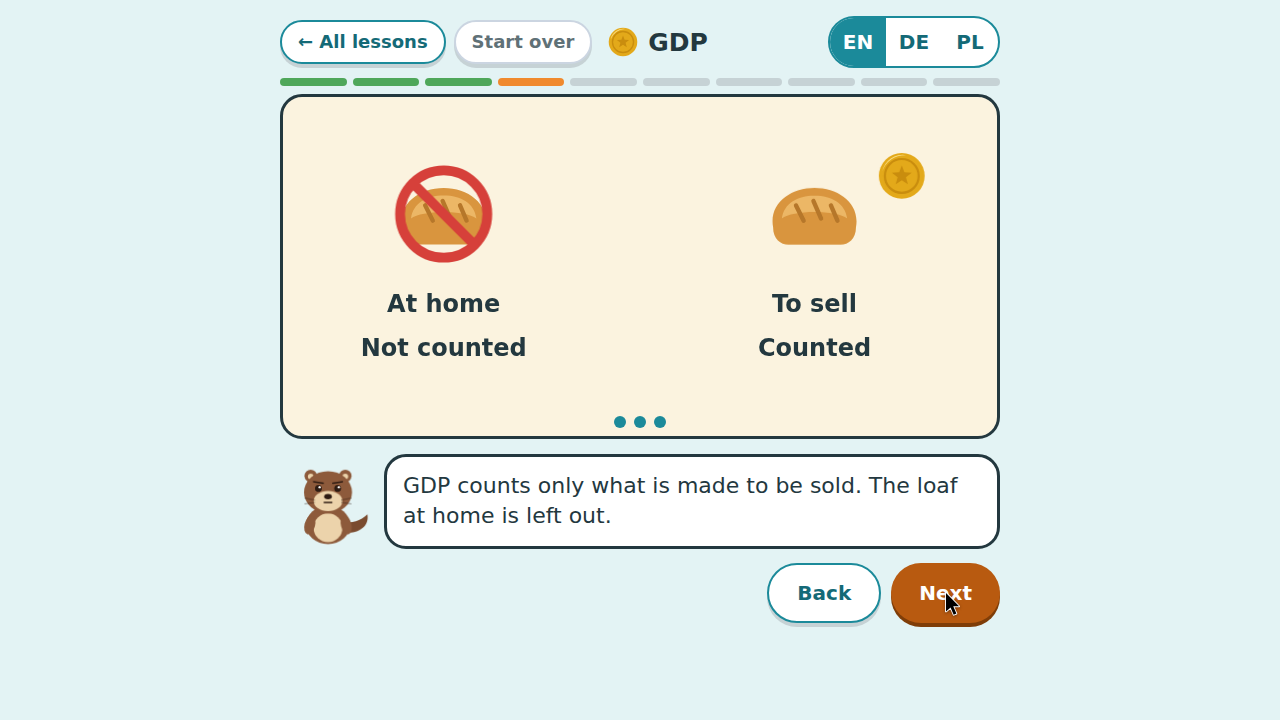 ← All lessons
Start over
GDP
EN
DE
PL
At home
Not counted
To sell
Counted
GDP counts only what is made to be sold. The loaf
at home is left out.
Back
Next